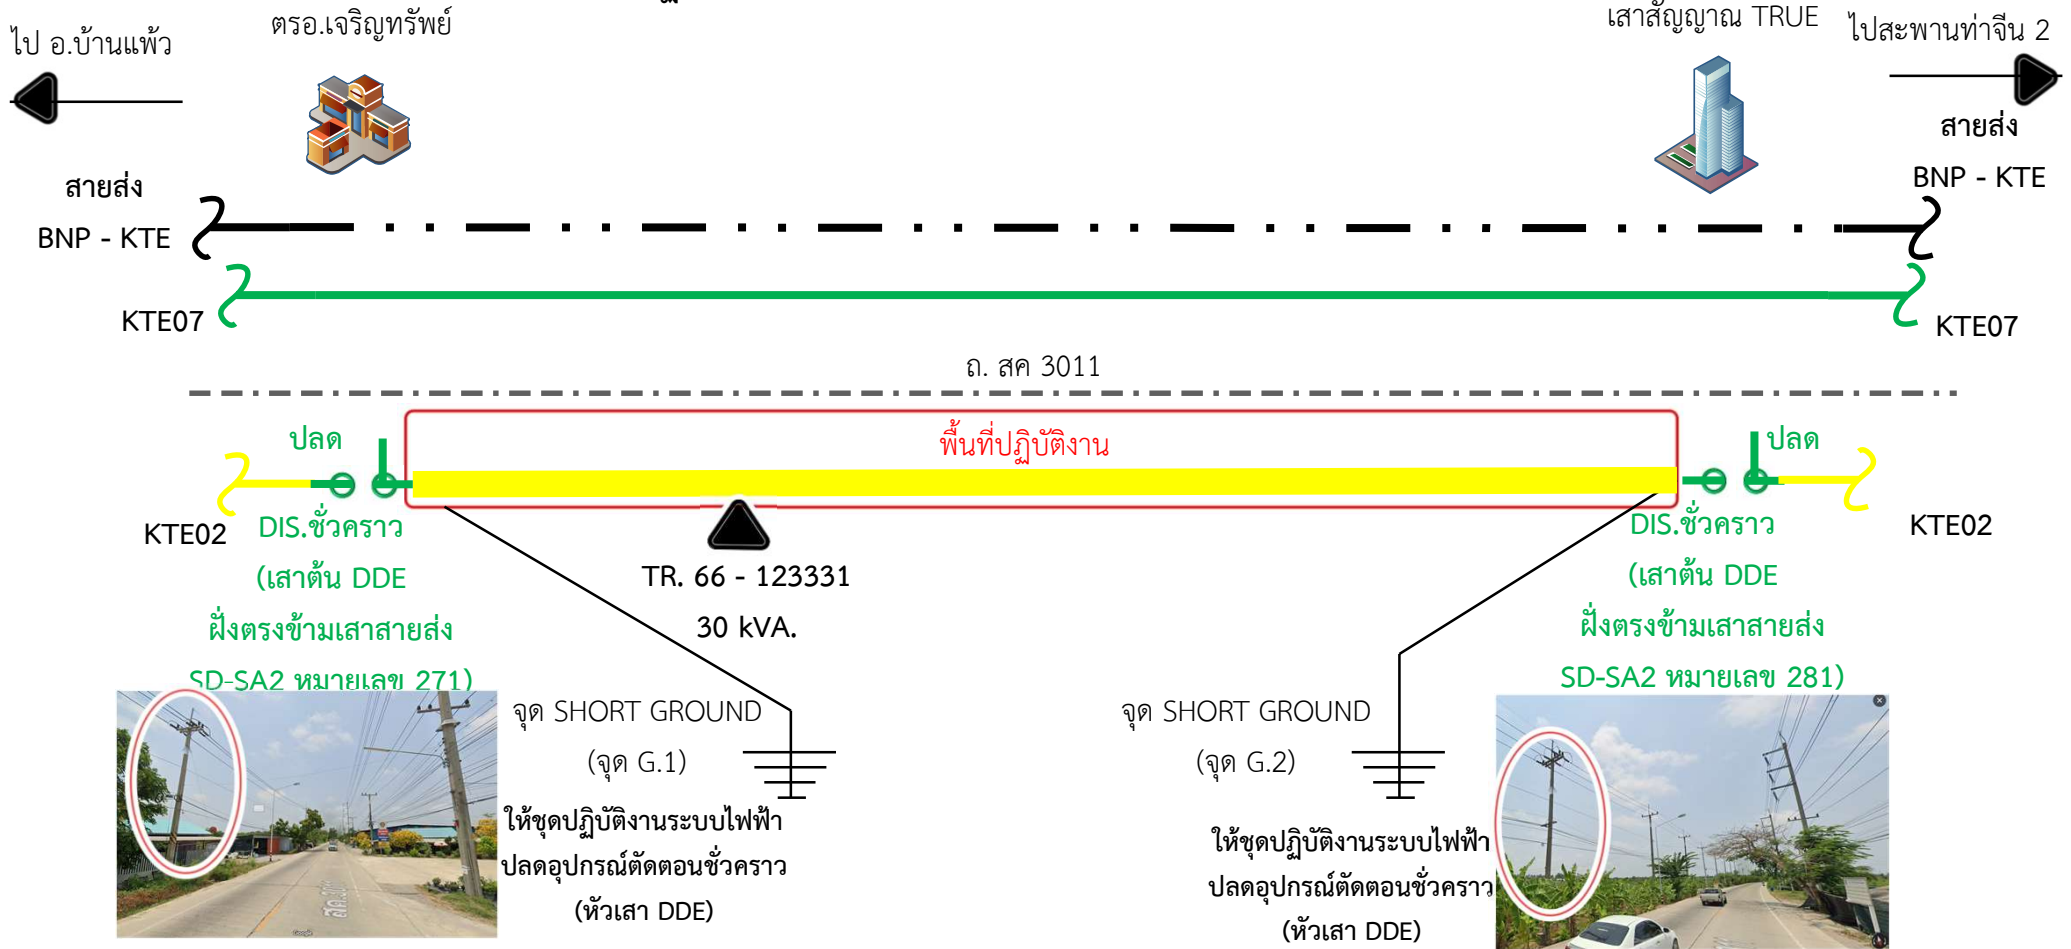 ตรอ.เจริญทรัพย์
เสาสัญญาณ TRUE
ไป อ.บ้านแพ้ว
ไปสะพานท่าจีน 2
สายส่ง
BNP - KTE
สายส่ง
BNP - KTE
KTE07
KTE07
ถ. สค 3011
พื้นที่ปฏิบัติงาน
ปลด
ปลด
KTE02
KTE02
DIS.ชั่วคราว
(เสาต้น DDE
ฝั่งตรงข้ามเสาสายส่ง
SD-SA2 หมายเลข 271)
TR. 66 - 123331
30 kVA.
DIS.ชั่วคราว
(เสาต้น DDE
ฝั่งตรงข้ามเสาสายส่ง
SD-SA2 หมายเลข 281)
จุด SHORT GROUND
(จุด G.1)
ให้ชุดปฏิบัติงานระบบไฟฟ้า
ปลดอุปกรณ์ตัดตอนชั่วคราว
(หัวเสา DDE)
จุด SHORT GROUND
(จุด G.2)
ให้ชุดปฏิบัติงานระบบไฟฟ้า
ปลดอุปกรณ์ตัดตอนชั่วคราว
(หัวเสา DDE)
Google